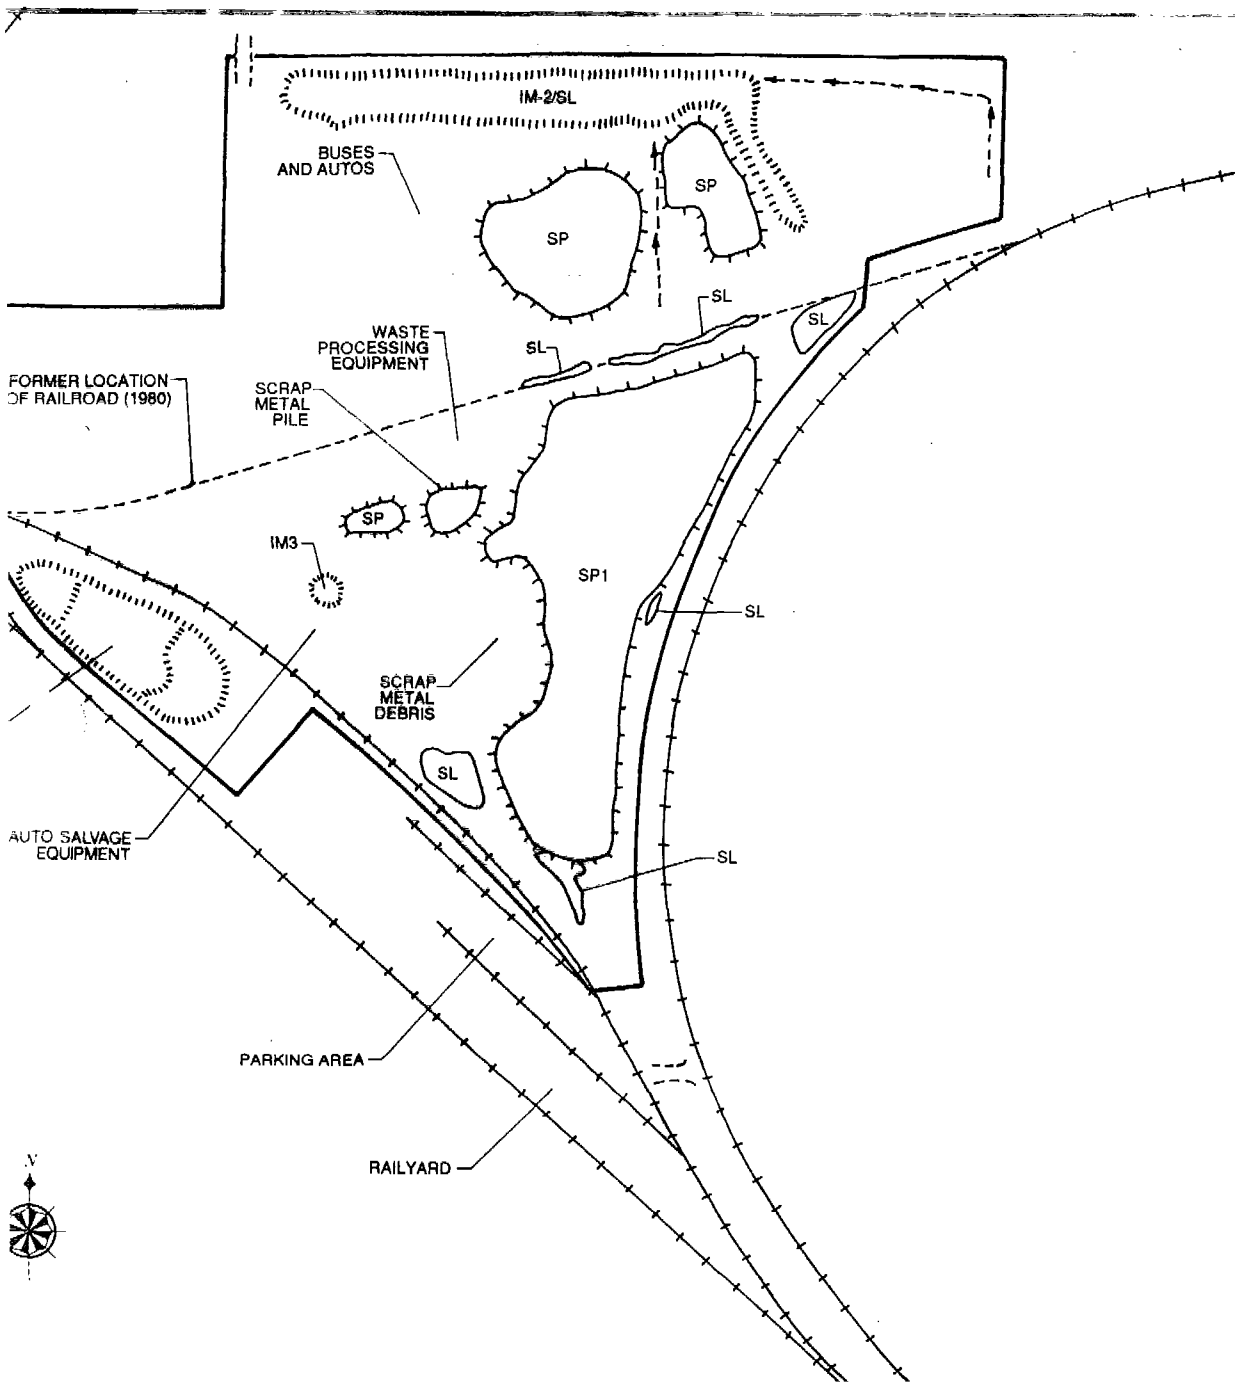 IM-2/SL
BUSES
AND AUTOS
SP
SP
SL
SL
WASTE
PROCESSING
EQUIPMENT
SL
FORMER LOCATION
OF RAILROAD (1980)
SCRAP
METAL
PILE
SP
IM3
SP1
SL
SCRAP
METAL
DEBRIS
SL
AUTO SALVAGE
EQUIPMENT
SL
PARKING AREA
RAILYARD
N